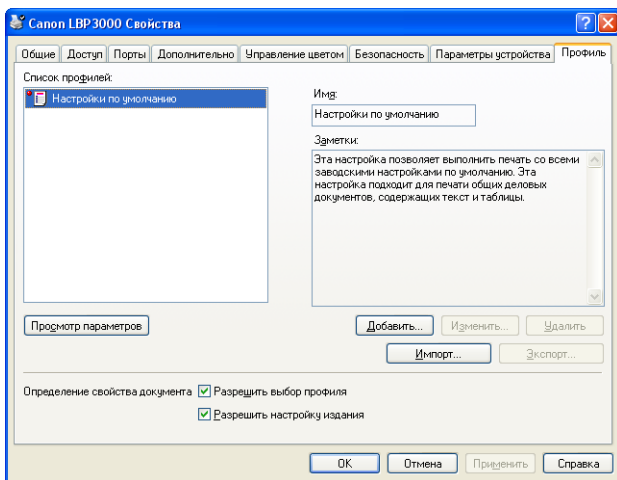 Canon LBP3000 Свойства
Общие Доступ Порты Дополнительно Управление цветом Безопасность Параметры устройства Профиль
Список профилей:
Настройки по умолчанию
Имя:
Настройки по умолчанию
Заметки:
Эта настройка позволяет выполнить печать со всеми
заводскими настройками по умолчанию. Эта
настройка подходит для печати общих деловых
документов, содержащих текст и таблицы.
Просмотр параметров
Добавить... Изменить... Удалить
Импорт... Экспорт...
Определение свойства документа Разрешить выбор профиля
Разрешить настройку издания
OK Отмена Применить Справка